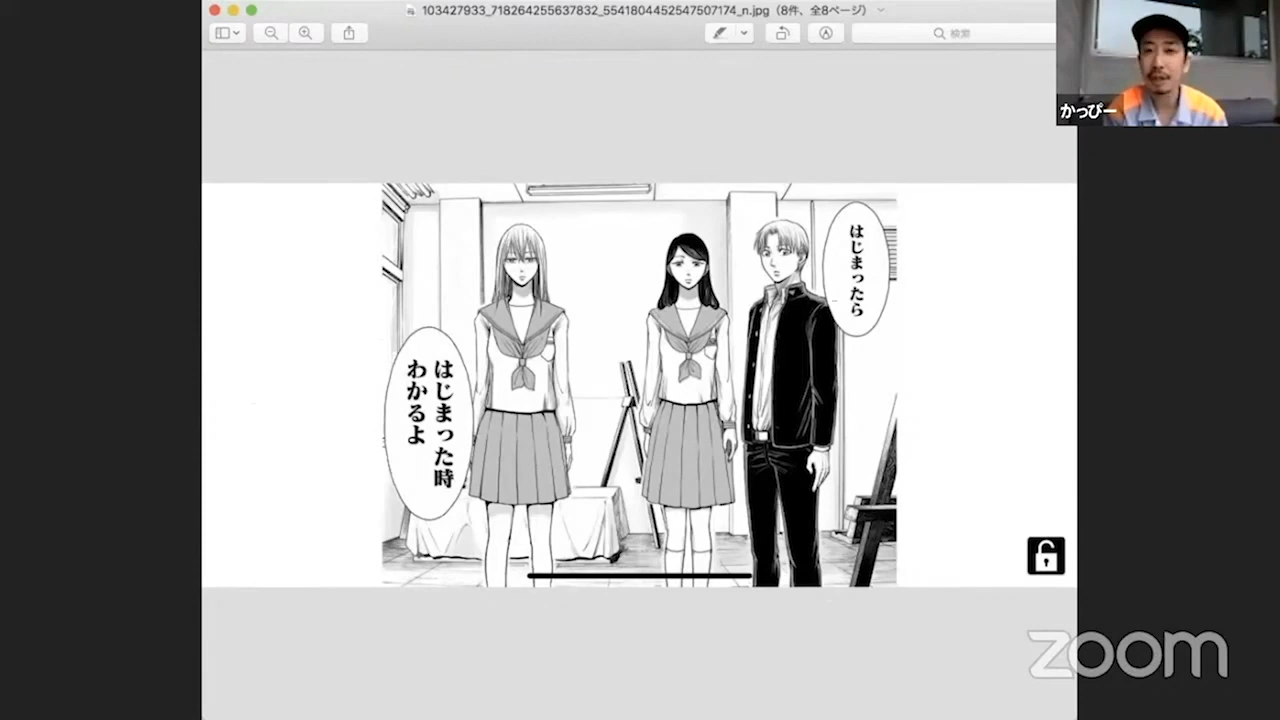 103427933_718264255637832_5541804452547507174_n.jpg（8件、全8ページ）
検索
かっぴー
はじまったら
はじまった時
わかるよ
zoom